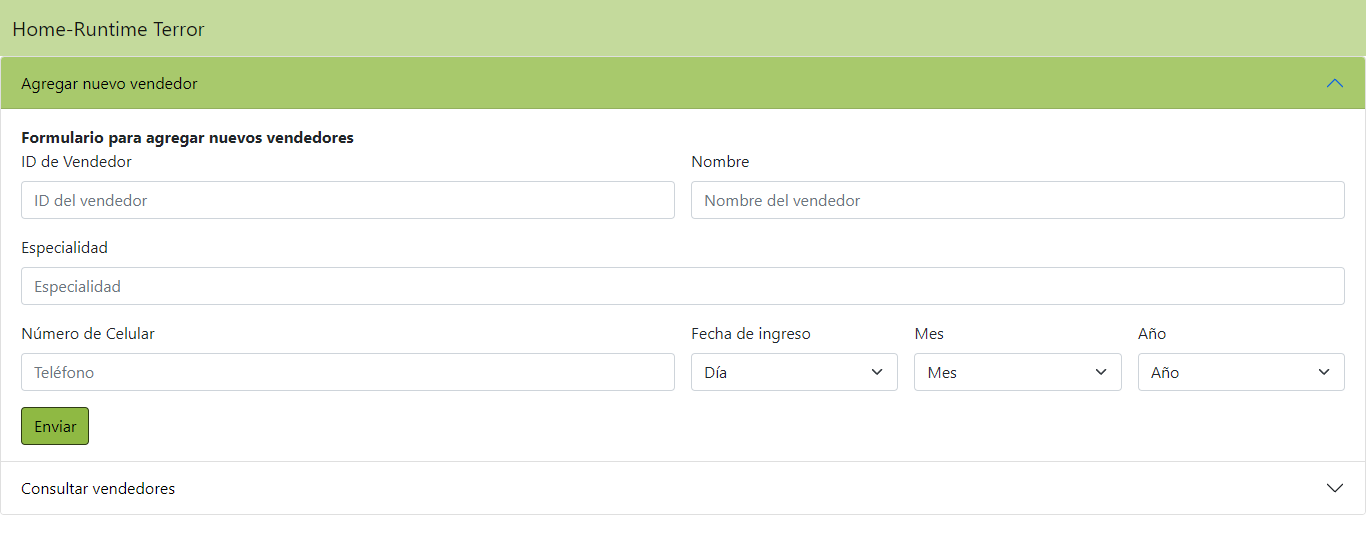 Home-Runtime Terror
Agregar nuevo vendedor
Formulario para agregar nuevos vendedores
ID de Vendedor
Nombre
ID del vendedor
Nombre del vendedor
Especialidad
Especialidad
Número de Celular
Fecha de ingreso
Mes
Año
Teléfono
Día
Mes
Año
Enviar
Consultar vendedores